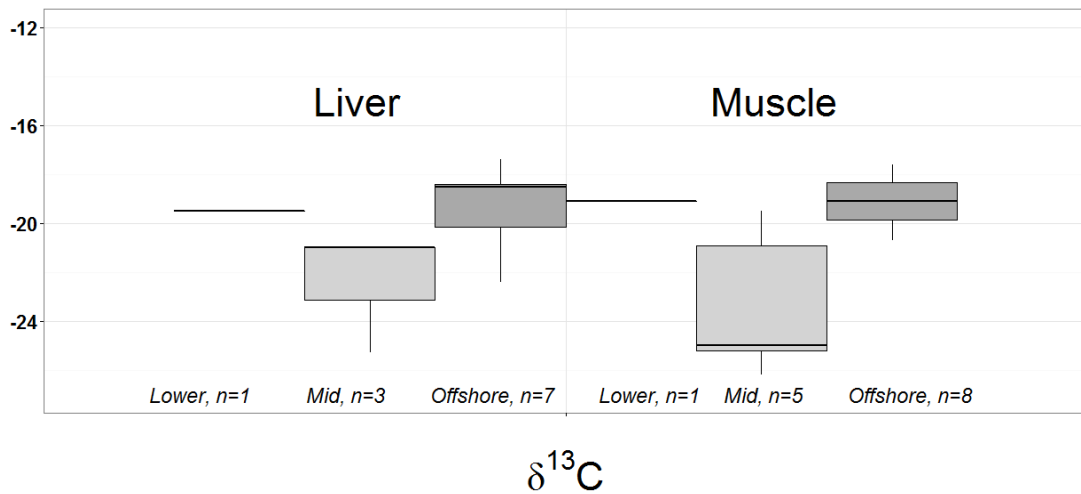 -12
Liver Muscle
-16
-20
-24
Lower, n=1 Mid, n=3 Offshore, n=7 Lower, n=1 Mid, n=5 Offshore, n=8
δ¹³C